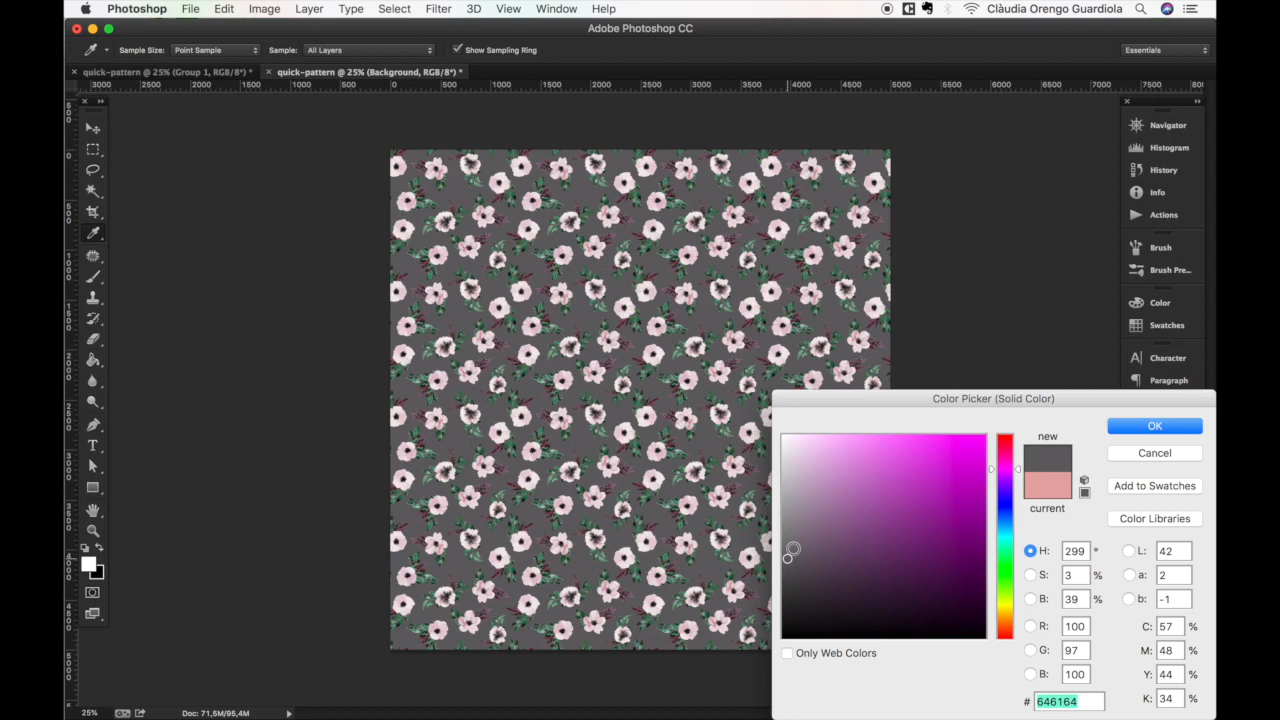 Photoshop File Edit Image Layer Type Select Filter 3D View Window Help Clàudia Orengo Guardiola
Adobe Photoshop CC
Sample Size: Point Sample Sample: All Layers Show Sampling Ring Essentials
quick-pattern @ 25% (Group 1, RGB/8*) * quick-pattern @ 25% (Background, RGB/8*) *
3000 2500 2000 1500 1000 500 0 500 1000 1500 2000 2500 3000 3500 4000 4500 5000 5500 6000 6500 7000 7500
Navigator
Histogram
History
Info
Actions
Brush
Brush Pre...
Color
Swatches
Character
Paragraph
Color Picker (Solid Color)
OK
new
Cancel
Add to Swatches
current
Color Libraries
H: 299 ° L: 42
S: 3 % a: 2
B: 39 % b: -1
R: 100 C: 57 %
G: 97 M: 48 %
Only Web Colors
B: 100 Y: 44 %
# 646164 K: 34 %
25% Doc: 71,5M/95,4M